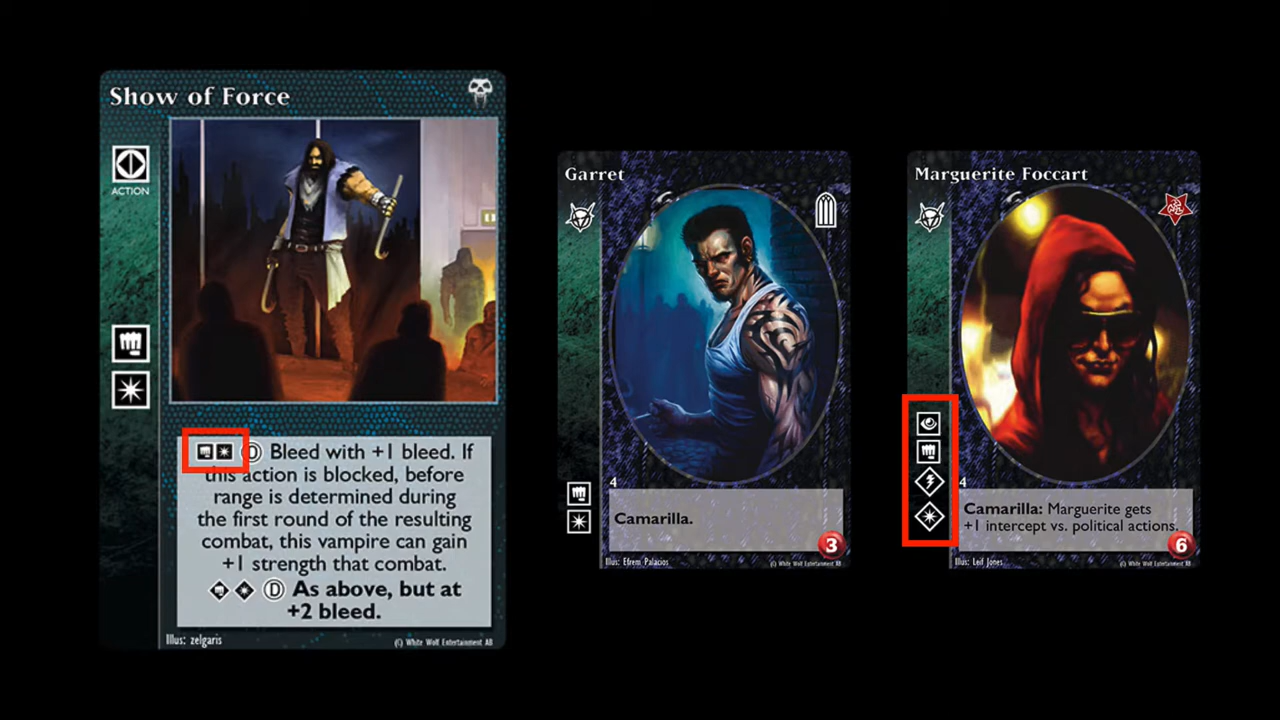 Show of Force
ACTION
Bleed with +1 bleed. If
this action is blocked, before
range is determined during
the first round of the resulting
combat, this vampire can gain
+1 strength that combat.
D As above, but at
+2 bleed.
Illus: zelgaris
(C) White Wolf Entertainment AB
Garret
4
Camarilla.
3
Illus: Efrem Palacios
(C) White Wolf Entertainment AB
Marguerite Foccart
4
Camarilla: Marguerite gets
+1 intercept vs. political actions.
6
Illus: Leif Jones
(C) White Wolf Entertainment AB